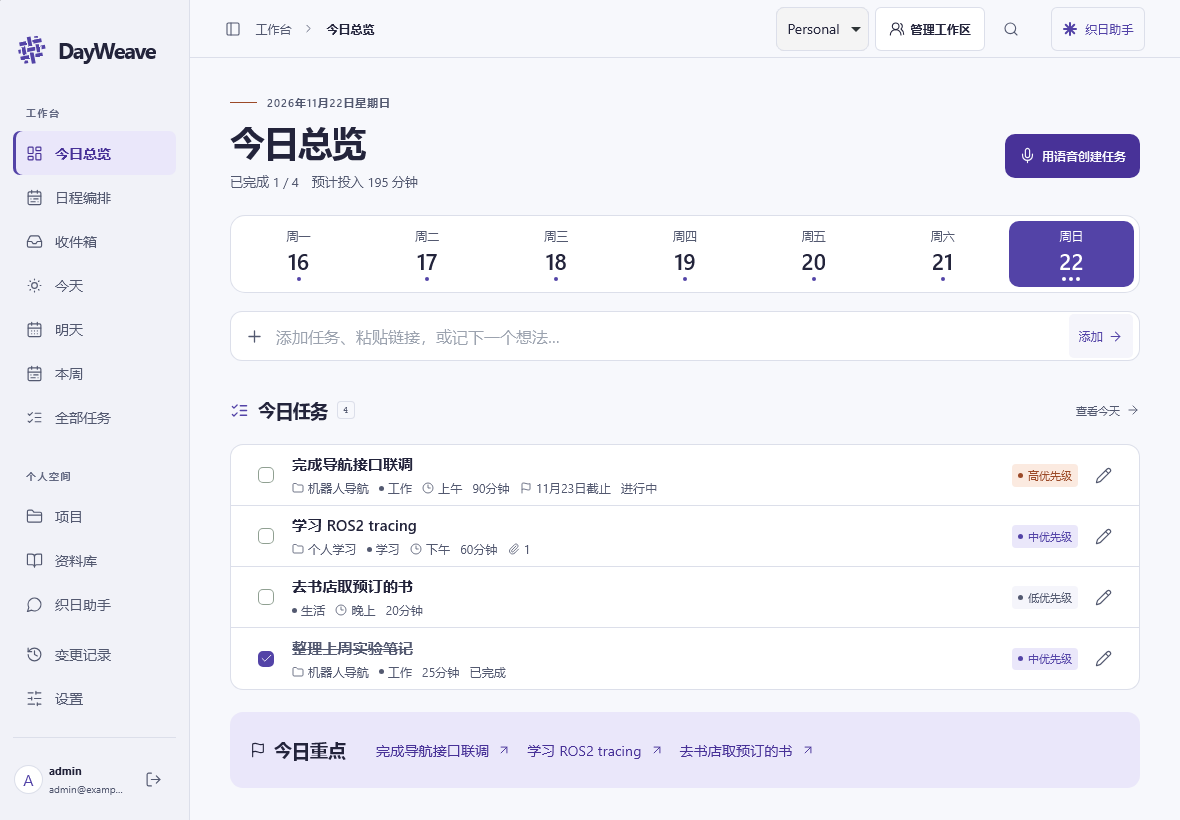 DayWeave
工作台
今日总览
日程编排
收件箱
今天
明天
本周
全部任务
个人空间
项目
资料库
织日助手
变更记录
设置
A
admin
admin@examp...
工作台
今日总览
Personal
管理工作区
织日助手
2026年11月22日星期日
今日总览
已完成 1 / 4 预计投入 195 分钟
用语音创建任务
周一 周二 周三 周四 周五 周六 周日
16 17 18 19 20 21 22
添加任务、粘贴链接，或记下一个想法... 添加
今日任务 4 查看今天
完成导航接口联调
机器人导航 工作 上午 90分钟 11月23日截止 进行中
高优先级
学习 ROS2 tracing
个人学习 学习 下午 60分钟 1
中优先级
去书店取预订的书
生活 晚上 20分钟
低优先级
整理上周实验笔记
机器人导航 工作 25分钟 已完成
中优先级
今日重点 完成导航接口联调 学习 ROS2 tracing 去书店取预订的书